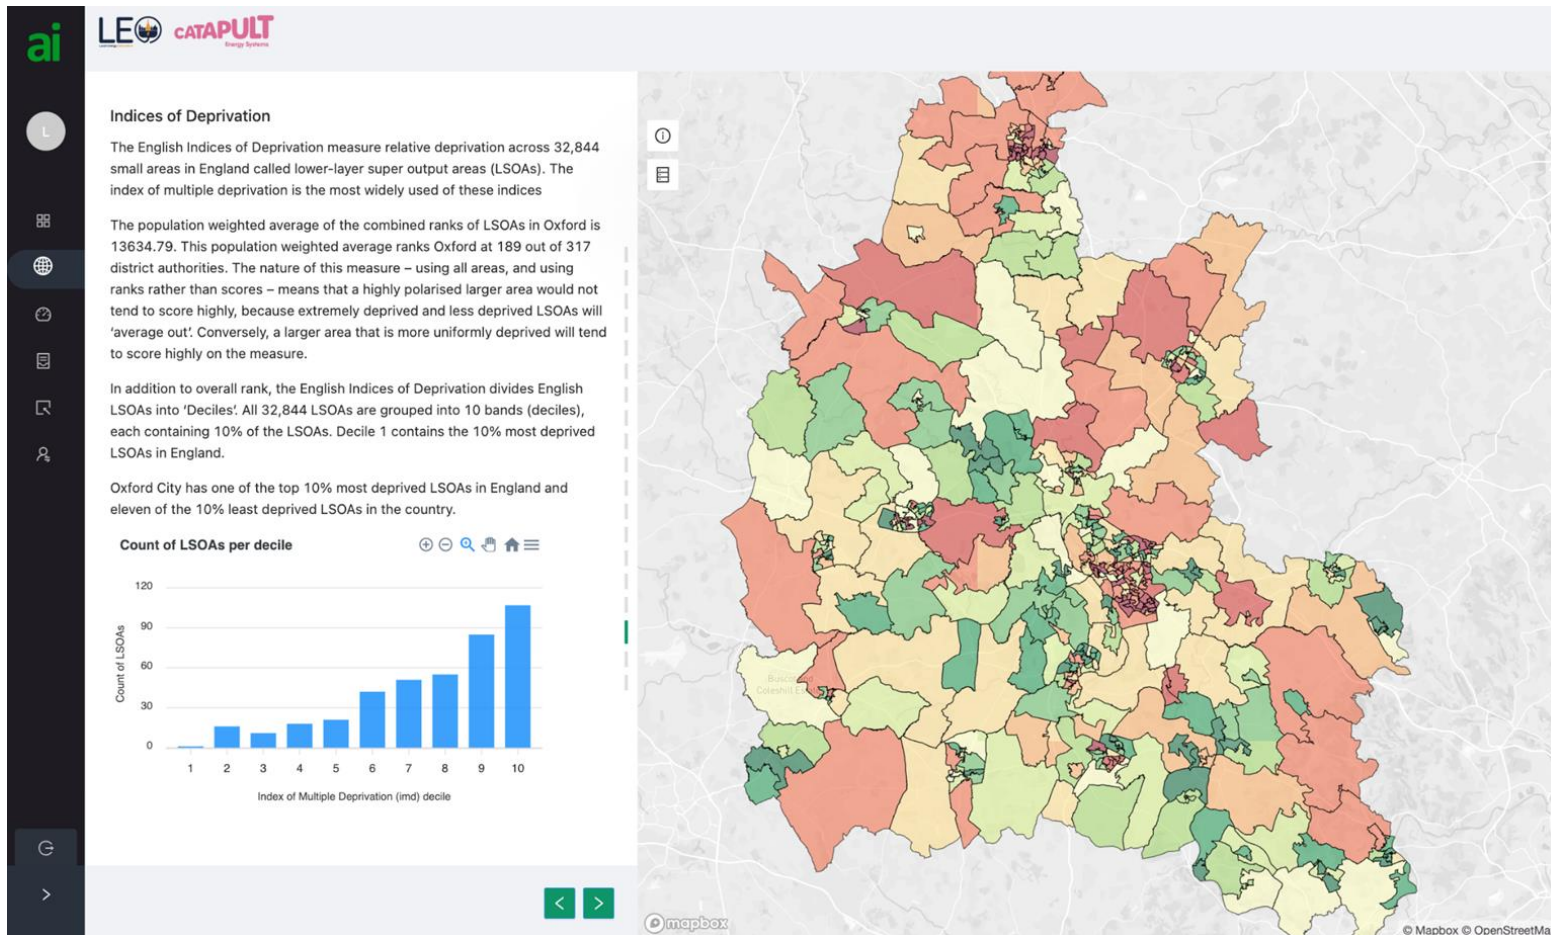 ai
LEO
CATAPULT
Energy Systems
L
Indices of Deprivation
The English Indices of Deprivation measure relative deprivation across 32,844
small areas in England called lower-layer super output areas (LSOAs). The
index of multiple deprivation is the most widely used of these indices
The population weighted average of the combined ranks of LSOAs in Oxford is
13634.79. This population weighted average ranks Oxford at 189 out of 317
district authorities. The nature of this measure – using all areas, and using
ranks rather than scores – means that a highly polarised larger area would not
tend to score highly, because extremely deprived and less deprived LSOAs will
‘average out’. Conversely, a larger area that is more uniformly deprived will tend
to score highly on the measure.
In addition to overall rank, the English Indices of Deprivation divides English
LSOAs into ‘Deciles’. All 32,844 LSOAs are grouped into 10 bands (deciles),
each containing 10% of the LSOAs. Decile 1 contains the 10% most deprived
LSOAs in England.
Oxford City has one of the top 10% most deprived LSOAs in England and
eleven of the 10% least deprived LSOAs in the country.
Count of LSOAs per decile
120
90
60
30
0
Count of LSOAs
1 2 3 4 5 6 7 8 9 10
Index of Multiple Deprivation (imd) decile
Coleshill
mapbox
© Mapbox © OpenStreetMa